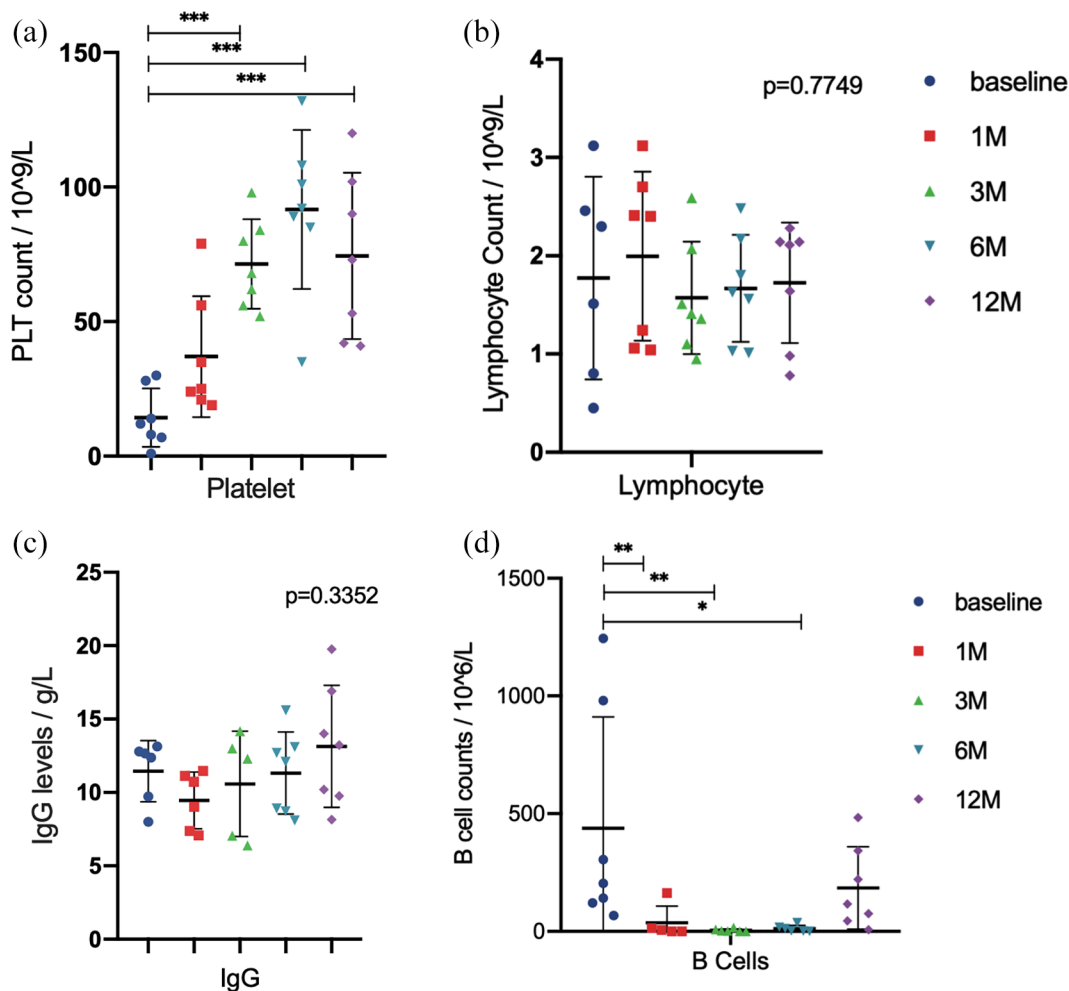 (a)
***
***
***
150
100
50
0
PLT count / 10^9/L
Platelet
(b)
p=0.7749
4
3
2
1
0
Lymphocyte Count / 10^9/L
Lymphocyte
baseline
1M
3M
6M
12M
(c)
p=0.3352
25
20
15
10
5
0
IgG levels / g/L
IgG
(d)
**
**
*
1500
1000
500
0
B cell counts / 10^6/L
B Cells
baseline
1M
3M
6M
12M